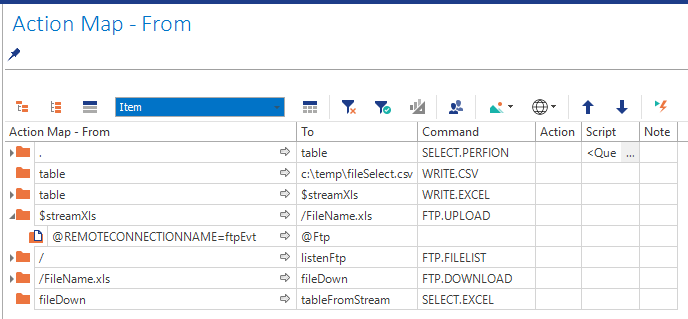 Action Map - From
Item
Action Map - From To Command Action Script Note
. table SELECT.PERFION <Que ...
table c:\temp\fileSelect.csv WRITE.CSV
table $streamXls WRITE.EXCEL
$streamXls /FileName.xls FTP.UPLOAD
@REMOTECONNECTIONNAME=ftpEvt @Ftp
/ listenFtp FTP.FILELIST
/FileName.xls fileDown FTP.DOWNLOAD
fileDown tableFromStream SELECT.EXCEL